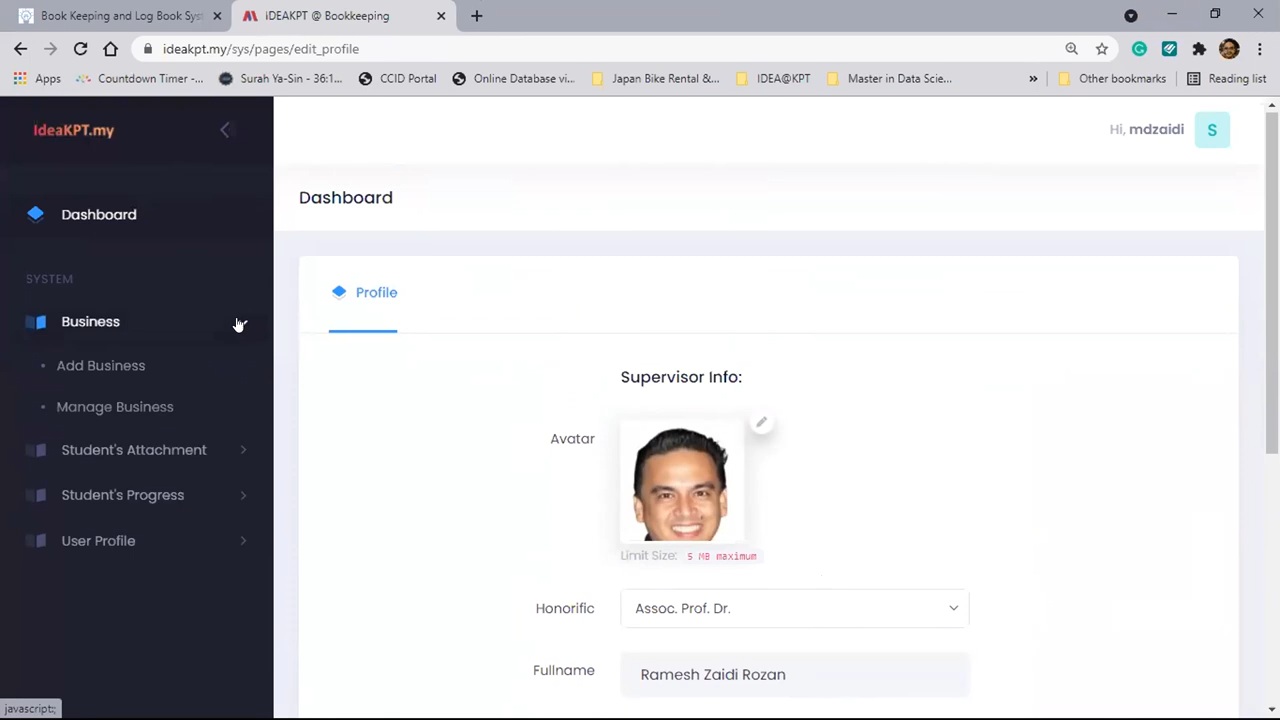 Book Keeping and Log Book Sys
IDEAKPT @ Bookkeeping
ideakpt.my/sys/pages/edit_profile
Apps
Countdown Timer -...
Surah Ya-Sin - 36:1...
CCID Portal
Online Database vi...
Japan Bike Rental &...
IDEA@KPT
Master in Data Scie...
»
Other bookmarks
Reading list
IdeaKPT.my
Hi, mdzaidi
S
Dashboard
Dashboard
SYSTEM
Business
Add Business
Manage Business
Student's Attachment
Student's Progress
User Profile
Profile
Supervisor Info:
Avatar
Limit Size: 5 MB maximum
Honorific
Assoc. Prof. Dr.
Fullname
Ramesh Zaidi Rozan
javascript:;